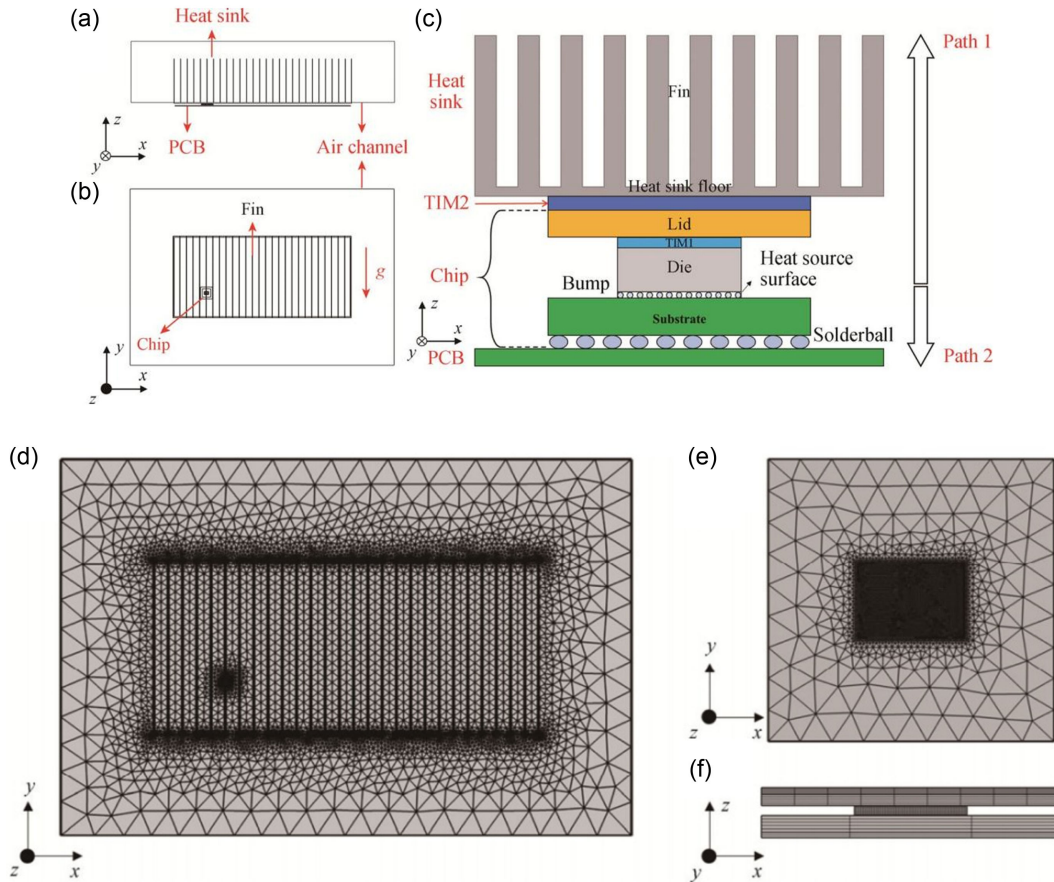 (a)
Heat sink
z
x
y
PCB
Air channel
(b)
Fin
g
Chip
y
x
z
(c)
Path 1
Heat
sink
Fin
Heat sink floor
TIM2
Lid
TIM1
Die
Heat source
surface
Chip
Bump
z
Substrate
x
y
Solderball
PCB
Path 2
(d)
y
z
x
(e)
y
z
x
(f)
z
y
x